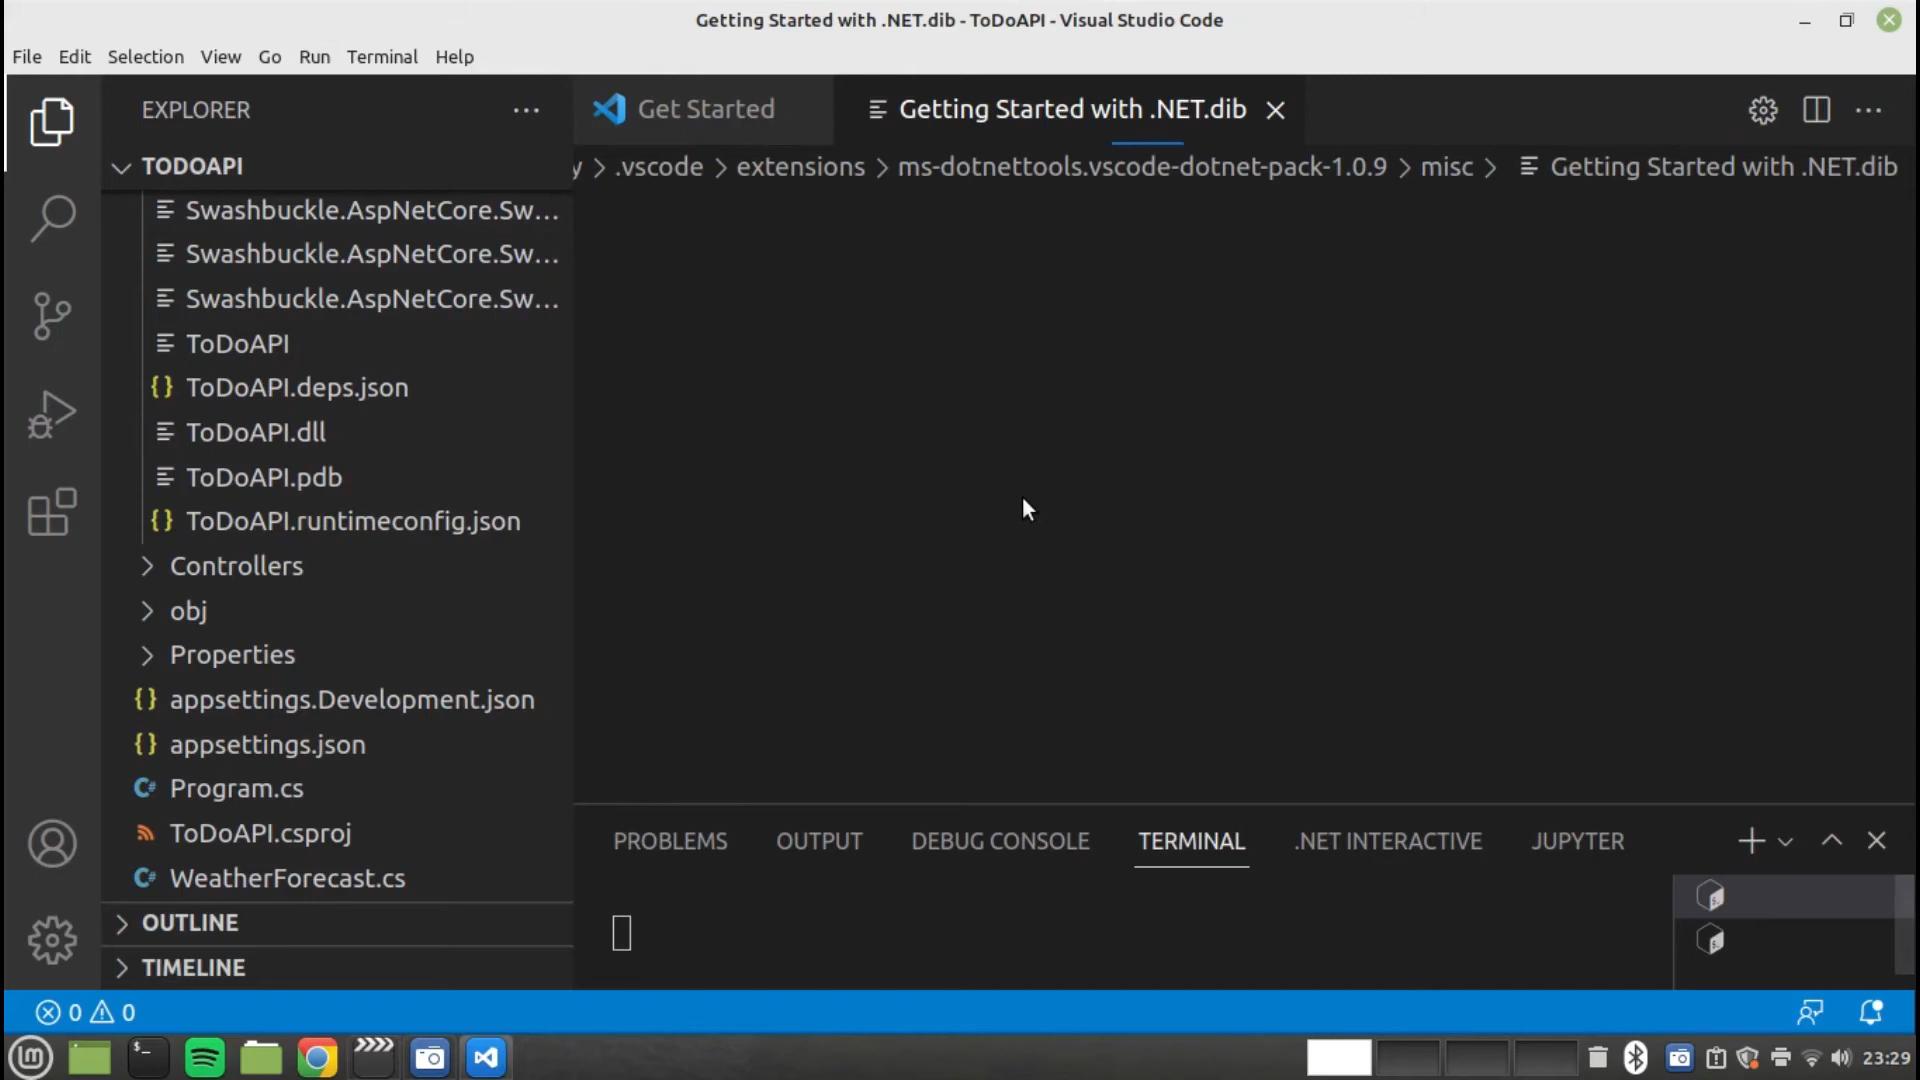 Getting Started with .NET.dib - ToDoAPI - Visual Studio Code
File Edit Selection View Go Run Terminal Help
EXPLORER
Get Started
Getting Started with .NET.dib
TODOAPI
y > .vscode > extensions > ms-dotnettools.vscode-dotnet-pack-1.0.9 > misc > Getting Started with .NET.dib
Swashbuckle.AspNetCore.Sw...
Swashbuckle.AspNetCore.Sw...
Swashbuckle.AspNetCore.Sw...
ToDoAPI
ToDoAPI.deps.json
ToDoAPI.dll
ToDoAPI.pdb
ToDoAPI.runtimeconfig.json
Controllers
obj
Properties
appsettings.Development.json
appsettings.json
Program.cs
ToDoAPI.csproj
WeatherForecast.cs
OUTLINE
TIMELINE
PROBLEMS OUTPUT DEBUG CONSOLE TERMINAL .NET INTERACTIVE JUPYTER
0 0
23:29